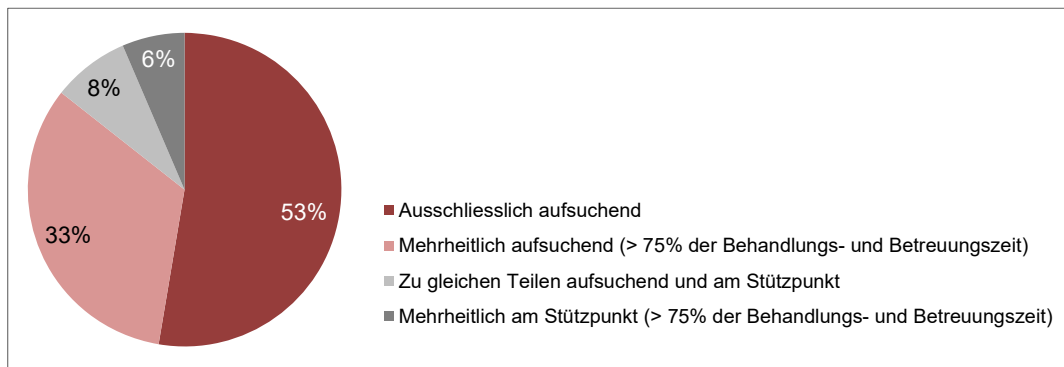 6%
8%
53%
33%
Ausschliesslich aufsuchend
Mehrheitlich aufsuchend (> 75% der Behandlungs- und Betreuungszeit)
Zu gleichen Teilen aufsuchend und am Stützpunkt
Mehrheitlich am Stützpunkt (> 75% der Behandlungs- und Betreuungszeit)